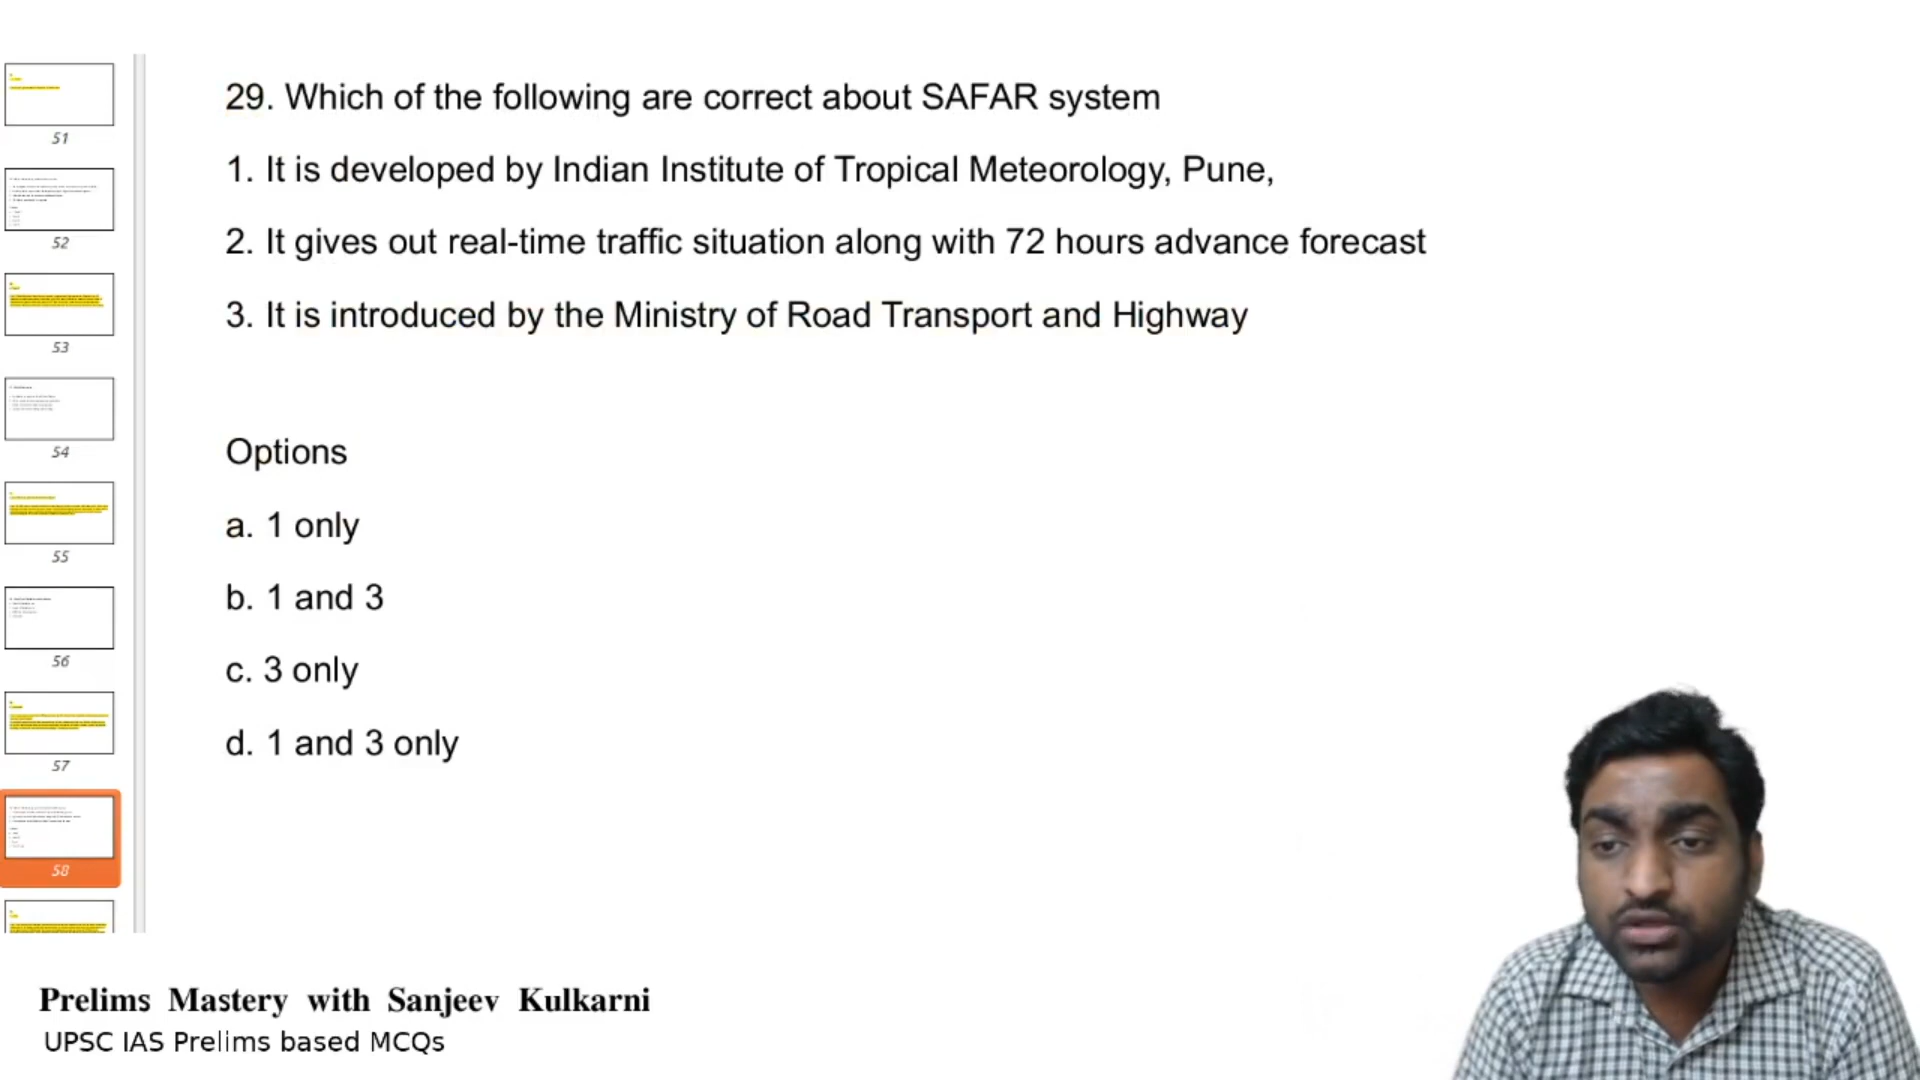 29. Which of the following are correct about SAFAR system
1. It is developed by Indian Institute of Tropical Meteorology, Pune,
2. It gives out real-time traffic situation along with 72 hours advance forecast
3. It is introduced by the Ministry of Road Transport and Highway
Options
a. 1 only
b. 1 and 3
c. 3 only
d. 1 and 3 only
51
52
53
54
55
56
57
58
Prelims Mastery with Sanjeev Kulkarni
UPSC IAS Prelims based MCQs